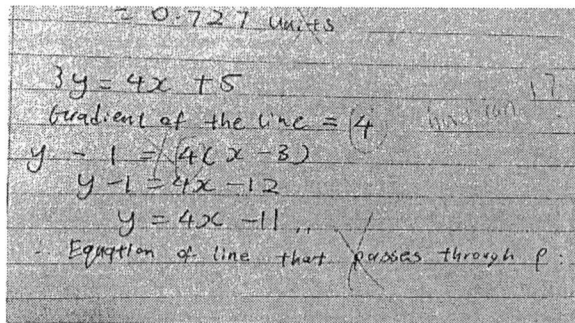 = 0.727 units
3y = 4x + 5
17
Gradient of the line = 4
y - 1 = 4(x - 3)
y - 1 = 4x - 12
y = 4x - 11 ,,
∴ Equation of line that passes through P :